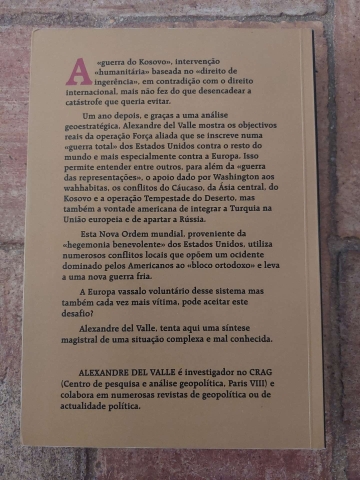 A «guerra do Kosovo», intervenção
«humanitária» baseada no «direito de
ingerência», em contradição com o direito
internacional, mais não fez do que desencadear a
catástrofe que queria evitar.
Um ano depois, e graças a uma análise
geoestratégica, Alexandre del Valle mostra os objectivos
reais da operação Força aliada que se inscreve numa
«guerra total» dos Estados Unidos contra o resto do
mundo e mais especialmente contra a Europa. Isso
permite entender entre outros, para além da «guerra
das representações», o apoio dado por Washington aos
wahhabitas, os conflitos do Cáucaso, da Ásia central, do
Kosovo e a operação Tempestade do Deserto, mas
também a vontade americana de integrar a Turquia na
União europeia e de apartar a Rússia.
Esta Nova Ordem mundial, proveniente da
«hegemonia benevolente» dos Estados Unidos, utiliza
numerosos conflitos locais que opõem um ocidente
dominado pelos Americanos ao «bloco ortodoxo» e leva
a uma nova guerra fria.
A Europa vassalo voluntário desse sistema mas
também cada vez mais vítima, pode aceitar este
desafio?
Alexandre del Valle, tenta aqui uma síntese
magistral de uma situação complexa e mal conhecida.
ALEXANDRE DEL VALLE é investigador no CRAG
(Centro de pesquisa e análise geopolítica, Paris VIII) e
colabora em numerosas revistas de geopolítica ou de
actualidade política.